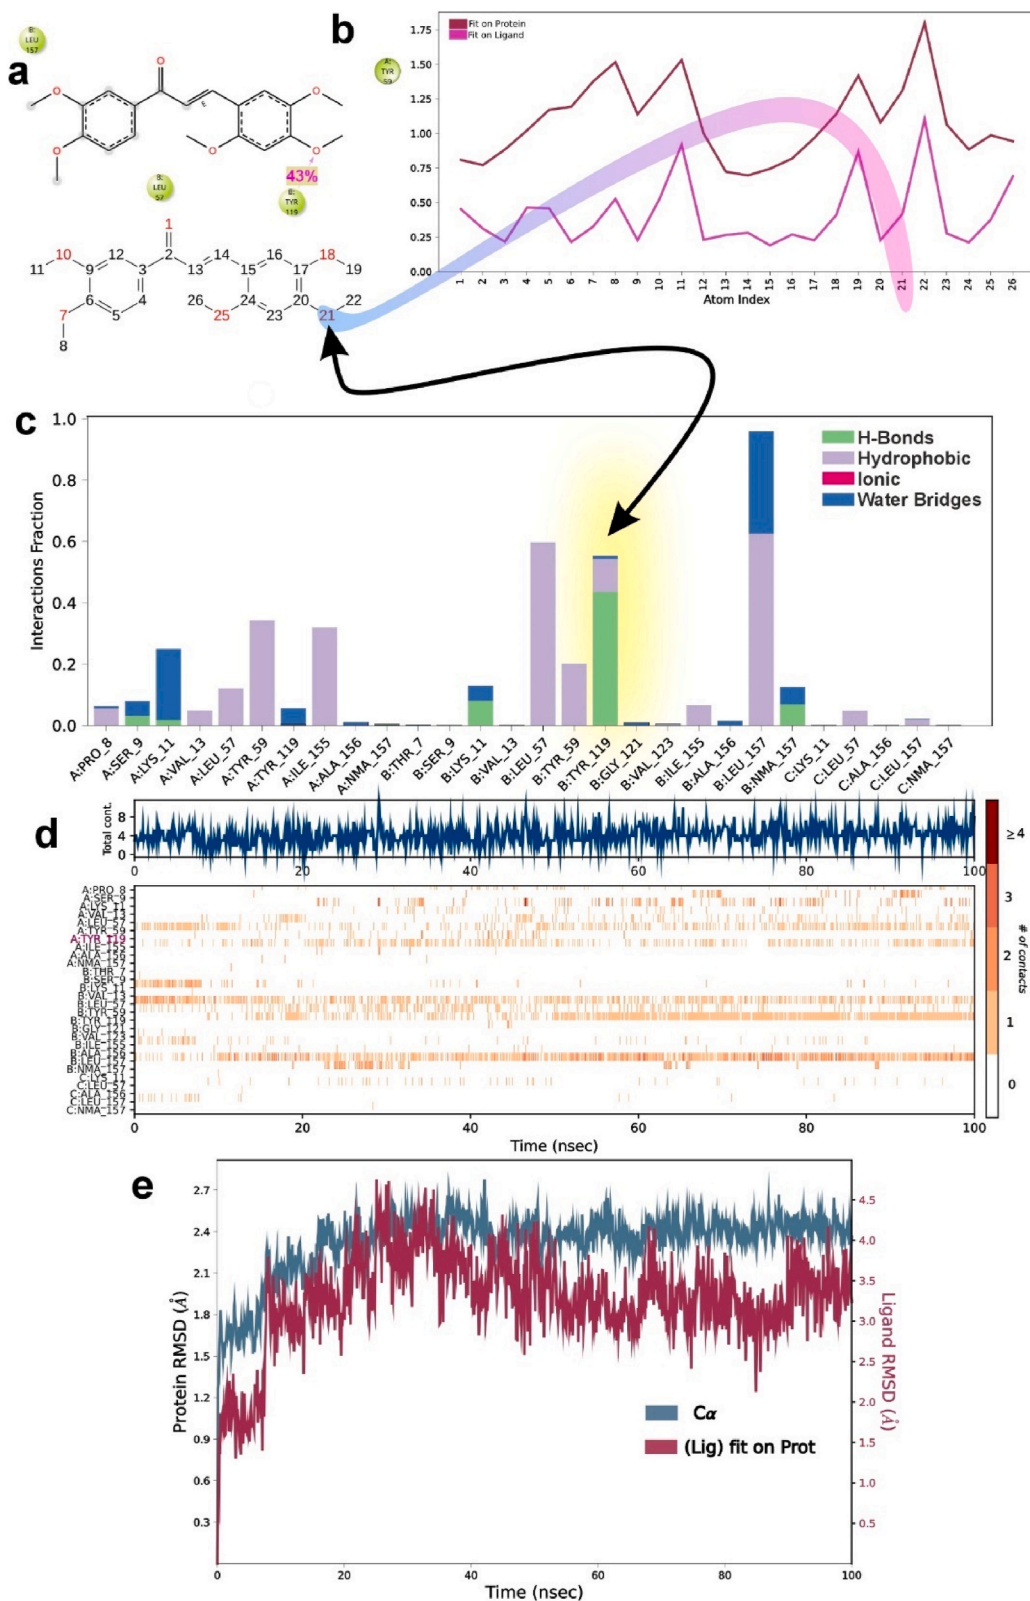 a
B:
LEU
157
O
O
O
O
O
O
E
43%
B:
LEU
57
B:
TYR
119
1
10
18
11
12
2
14
16
19
9
3
13
15
17
6
4
26
24
20
22
7
5
25
23
21
8
b
A:
TYR
59
Fit on Protein
Fit on Ligand
1.75
1.50
1.25
1.00
0.75
0.50
0.25
0.00
1 2 3 4 5 6 7 8 9 10 11 12 13 14 15 16 17 18 19 20 21 22 23 24 25 26
Atom Index
c
Interactions Fraction
1.0
0.8
0.6
0.4
0.2
0.0
H-Bonds
Hydrophobic
Ionic
Water Bridges
A:PRO_8
A:SER_9
A:LYS_11
A:VAL_13
A:LEU_57
A:TYR_59
A:TYR_119
A:ILE_155
A:ALA_156
A:NMA_157
B:THR_7
B:SER_9
B:LYS_11
B:VAL_13
B:LEU_57
B:TYR_59
B:TYR_119
B:GLY_121
B:VAL_123
B:ILE_155
B:ALA_156
B:LEU_157
B:NMA_157
C:LYS_11
C:LEU_57
C:ALA_156
C:LEU_157
C:NMA_157
d
Total cont.
8
4
0
0 20 40 60 80 100
A:PRO_8
A:SER_9
A:LYS_11
A:VAL_13
A:LEU_57
A:TYR_59
A:TYR_119
A:ILE_155
A:ALA_156
A:NMA_157
B:THR_7
B:SER_9
B:LYS_11
B:VAL_13
B:LEU_57
B:TYR_59
B:TYR_119
B:GLY_121
B:VAL_123
B:ILE_155
B:ALA_156
B:LEU_157
B:NMA_157
C:LYS_11
C:LEU_57
C:ALA_156
C:LEU_157
C:NMA_157
0 20 40 60 80 100
Time (nsec)
≥4
3
2
1
0
# of contacts
e
Protein RMSD (Å)
2.7
2.4
2.1
1.8
1.5
1.2
0.9
0.6
0.3
Cα
(Lig) fit on Prot
4.5
4.0
3.5
3.0
2.5
2.0
1.5
1.0
0.5
Ligand RMSD (Å)
0 20 40 60 80 100
Time (nsec)